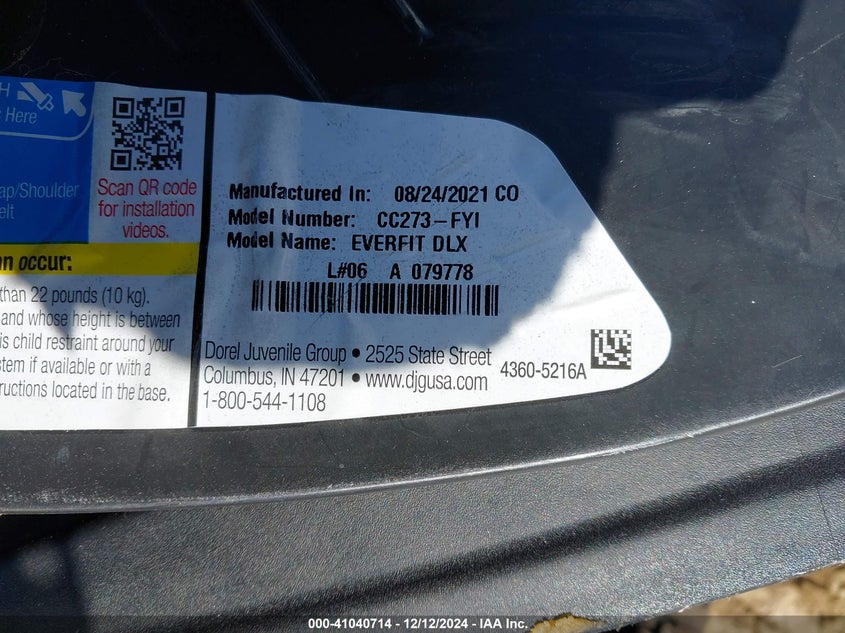 H
Here
ap/Shoulder
elt
Scan QR code
for installation
videos.
an occur:
than 22 pounds (10 kg).
and whose height is between
is child restraint around your
stem if available or with a
ructions located in the base.
Manufactured In: 08/24/2021 CO
Model Number: CC273-FYI
Model Name: EVERFIT DLX
L#06 A 079778
Dorel Juvenile Group • 2525 State Street
Columbus, IN 47201 • www.djgusa.com
1-800-544-1108
4360-5216A
000-41040714 - 12/12/2024 - IAA Inc.